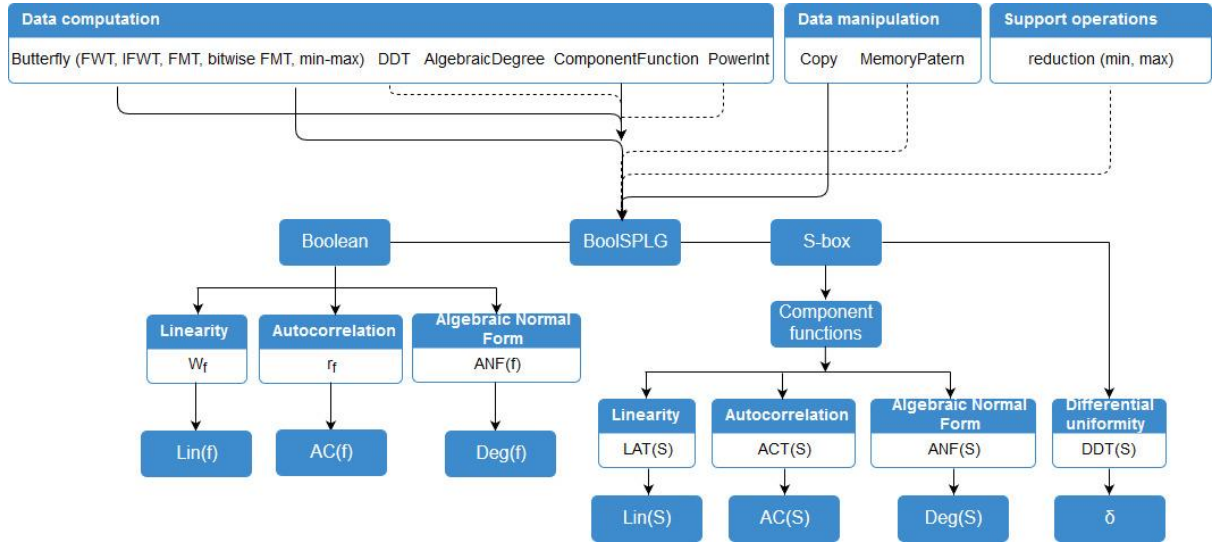 Data computation
Butterfly (FWT, IFWT, FMT, bitwise FMT, min-max) DDT AlgebraicDegree ComponentFunction PowerInt
Data manipulation
Copy MemoryPatern
Support operations
reduction (min, max)
Boolean
BoolSPLG
S-box
Linearity
Wf
Autocorrelation
rf
Algebraic Normal
Form
ANF(f)
Component
functions
Lin(f)
AC(f)
Deg(f)
Linearity
LAT(S)
Autocorrelation
ACT(S)
Algebraic Normal
Form
ANF(S)
Differential
uniformity
DDT(S)
Lin(S)
AC(S)
Deg(S)
δ